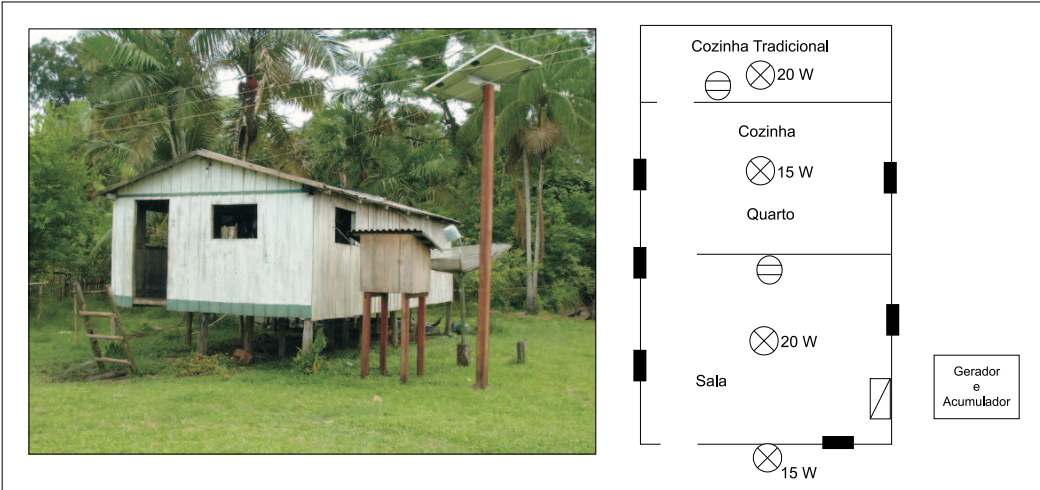 Cozinha Tradicional
20 W
Cozinha
15 W
Quarto
20 W
Sala
Gerador
e
Acumulador
15 W